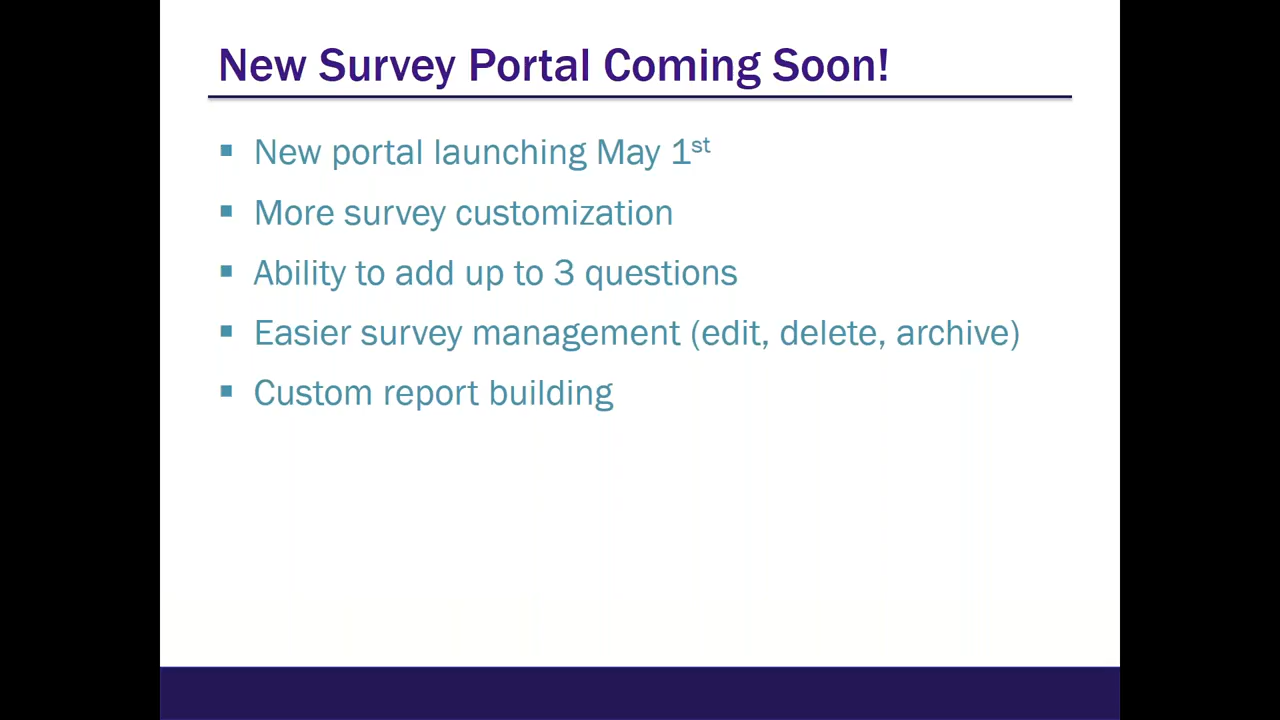 New Survey Portal Coming Soon!
▪ New portal launching May 1st
▪ More survey customization
▪ Ability to add up to 3 questions
▪ Easier survey management (edit, delete, archive)
▪ Custom report building